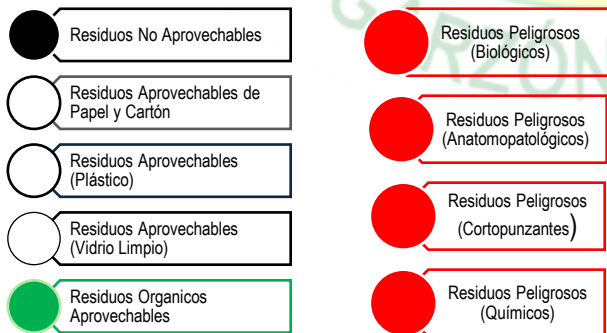 Residuos No Aprovechables
Residuos Aprovechables de
Papel y Cartón
Residuos Aprovechables
(Plástico)
Residuos Aprovechables
(Vidrio Limpio)
Residuos Organicos
Aprovechables
GARZÓN
Residuos Peligrosos
(Biológicos)
Residuos Peligrosos
(Anatomopatológicos)
Residuos Peligrosos
(Cortopunzantes)
Residuos Peligrosos
(Químicos)